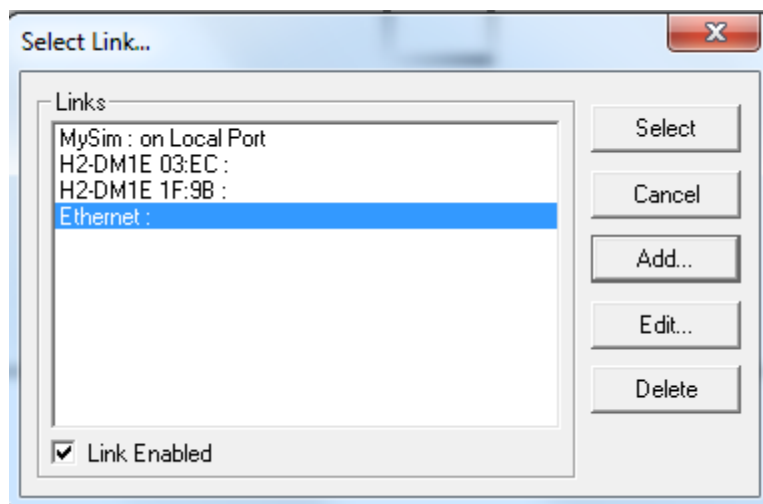 Select Link...
Links
MySim : on Local Port
H2-DM1E 03:EC :
H2-DM1E 1F:9B :
Ethernet :
Link Enabled
Select
Cancel
Add...
Edit...
Delete